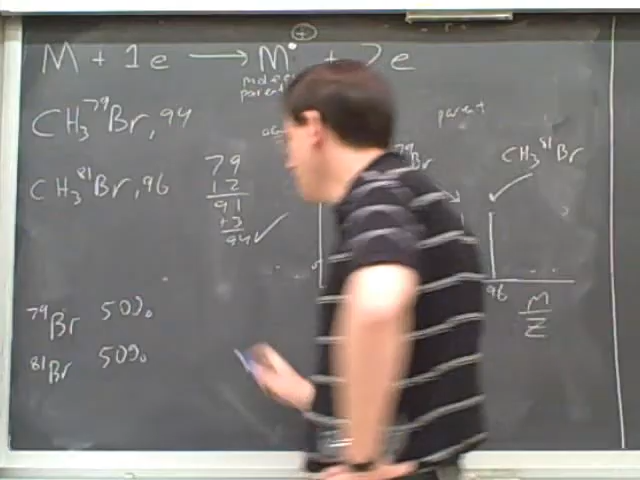 M + 1e ⟶ M•⊕ + 2e
parent
CH₃⁷⁹Br, 94
parent
CH₃⁸¹Br, 96
79
12
91
+3
94 ✓
⁷⁹Br
CH₃⁸¹Br
96
M/Z
⁷⁹Br 50%
⁸¹Br 50%